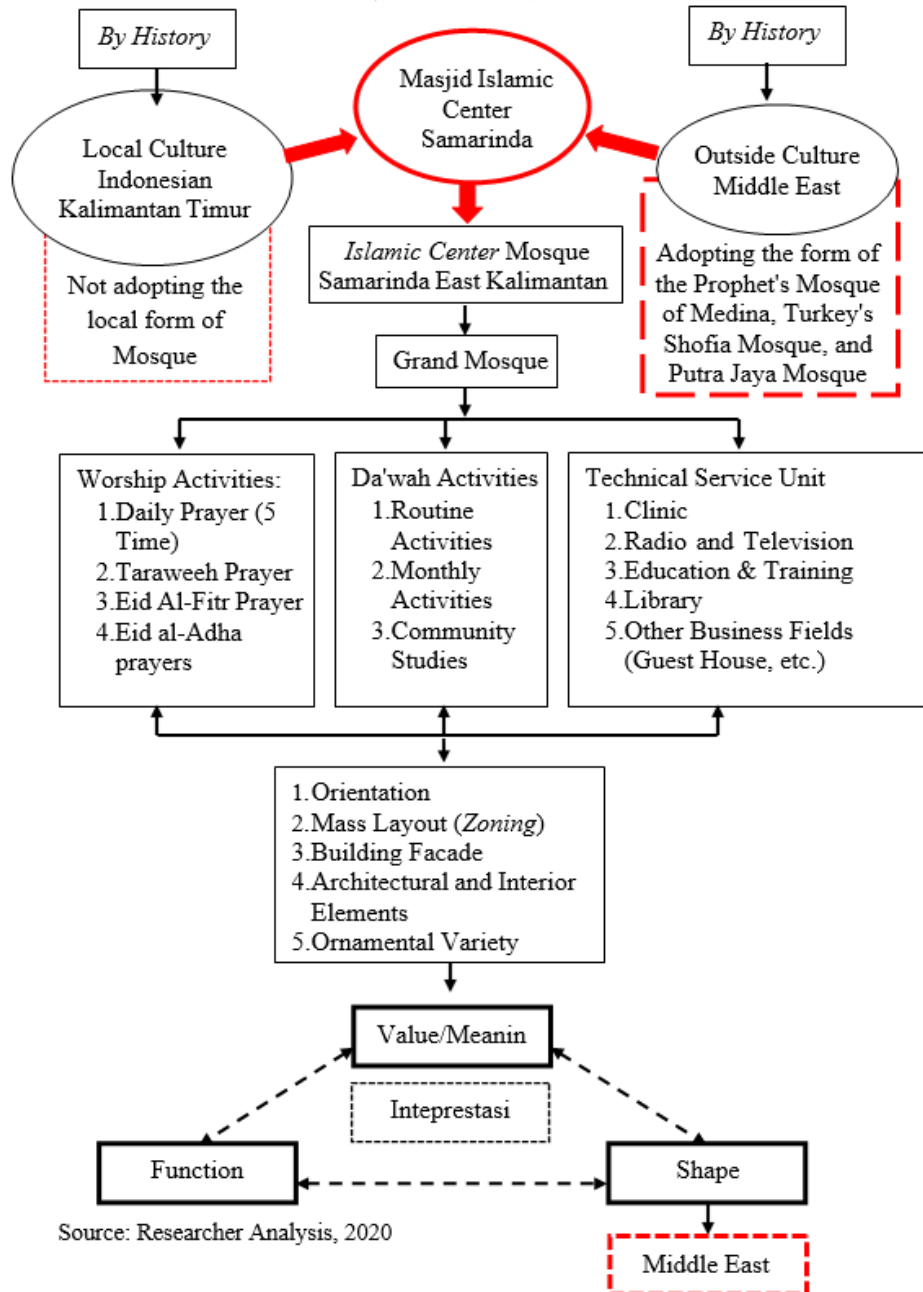 By History
By History
Masjid Islamic
Center
Samarinda
Local Culture
Indonesian
Kalimantan Timur
Outside Culture
Middle East
Not adopting the
local form of
Mosque
Adopting the form of
the Prophet's Mosque
of Medina, Turkey's
Shofia Mosque, and
Putra Jaya Mosque
Islamic Center Mosque
Samarinda East Kalimantan
Grand Mosque
Worship Activities:
1.Daily Prayer (5
Time)
2.Taraweeh Prayer
3.Eid Al-Fitr Prayer
4.Eid al-Adha
prayers
Da'wah Activities
1.Routine
Activities
2.Monthly
Activities
3.Community
Studies
Technical Service Unit
1.Clinic
2.Radio and Television
3.Education & Training
4.Library
5.Other Business Fields
(Guest House, etc.)
1.Orientation
2.Mass Layout (Zoning)
3.Building Facade
4.Architectural and Interior
Elements
5.Ornamental Variety
Value/Meanin
Inteprestasi
Function
Shape
Source: Researcher Analysis, 2020
Middle East